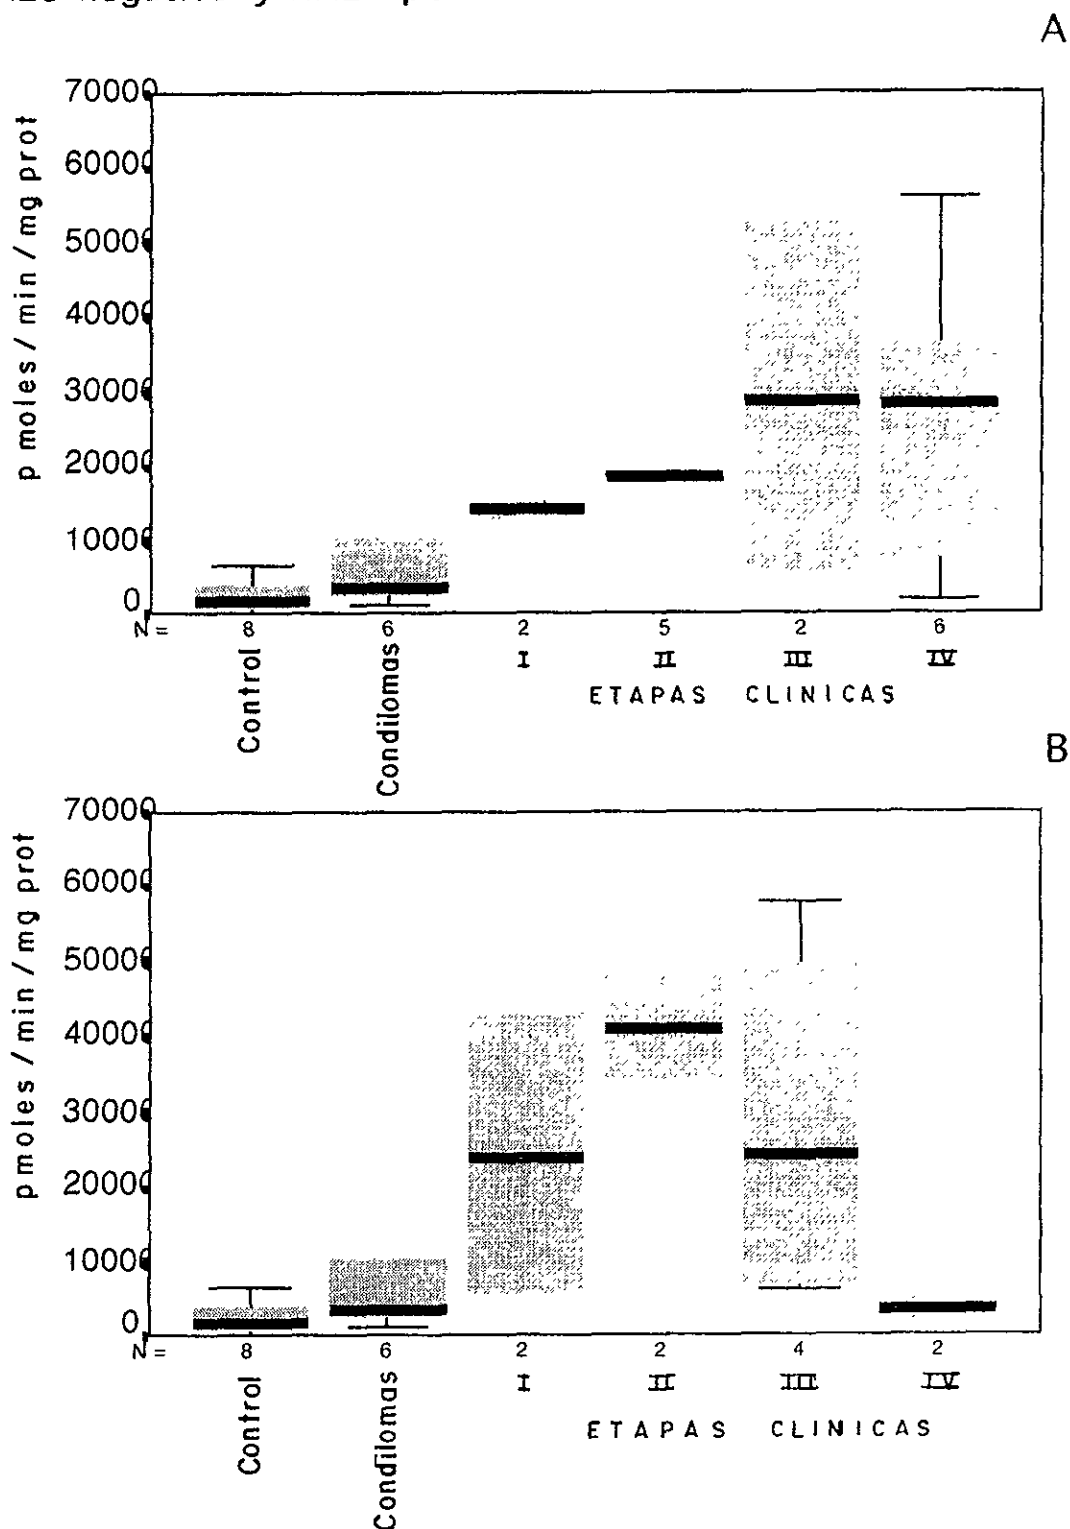 A
70000
60000
50000
40000
30000
20000
10000
0
p moles / min / mg prot
N = 8 6 2 5 2 6
Control Condilomas I II III IV
ETAPAS CLINICAS
B
70000
60000
50000
40000
30000
20000
10000
0
pmoles / min / mg prot
N = 8 6 2 2 4 2
Control Condilomas I II III IV
ETAPAS CLINICAS